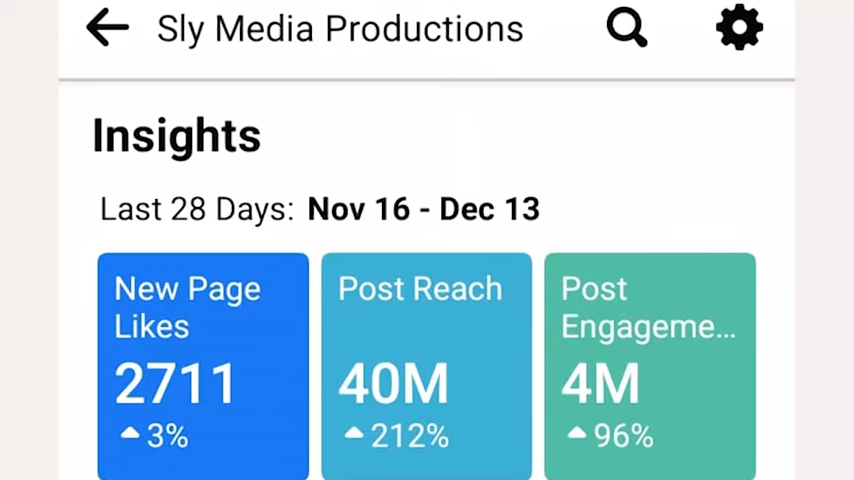 Sly Media Productions
Insights
Last 28 Days: Nov 16 - Dec 13
New Page
Likes
2711
3%
Post Reach
40M
212%
Post
Engageme...
4M
96%